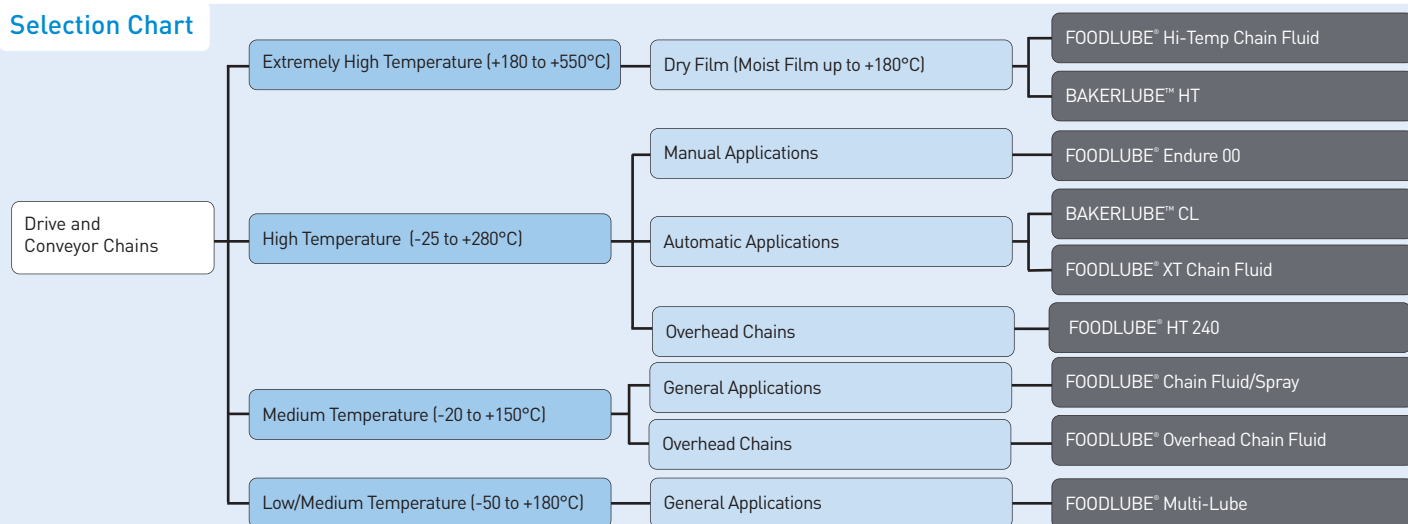 Selection Chart
Drive and
Conveyor Chains
Extremely High Temperature (+180 to +550°C)
Dry Film (Moist Film up to +180°C)
FOODLUBE® Hi-Temp Chain Fluid
BAKERLUBE™ HT
High Temperature (-25 to +280°C)
Manual Applications
FOODLUBE® Endure 00
Automatic Applications
BAKERLUBE™ CL
FOODLUBE® XT Chain Fluid
Overhead Chains
FOODLUBE® HT 240
Medium Temperature (-20 to +150°C)
General Applications
FOODLUBE® Chain Fluid/Spray
Overhead Chains
FOODLUBE® Overhead Chain Fluid
Low/Medium Temperature (-50 to +180°C)
General Applications
FOODLUBE® Multi-Lube